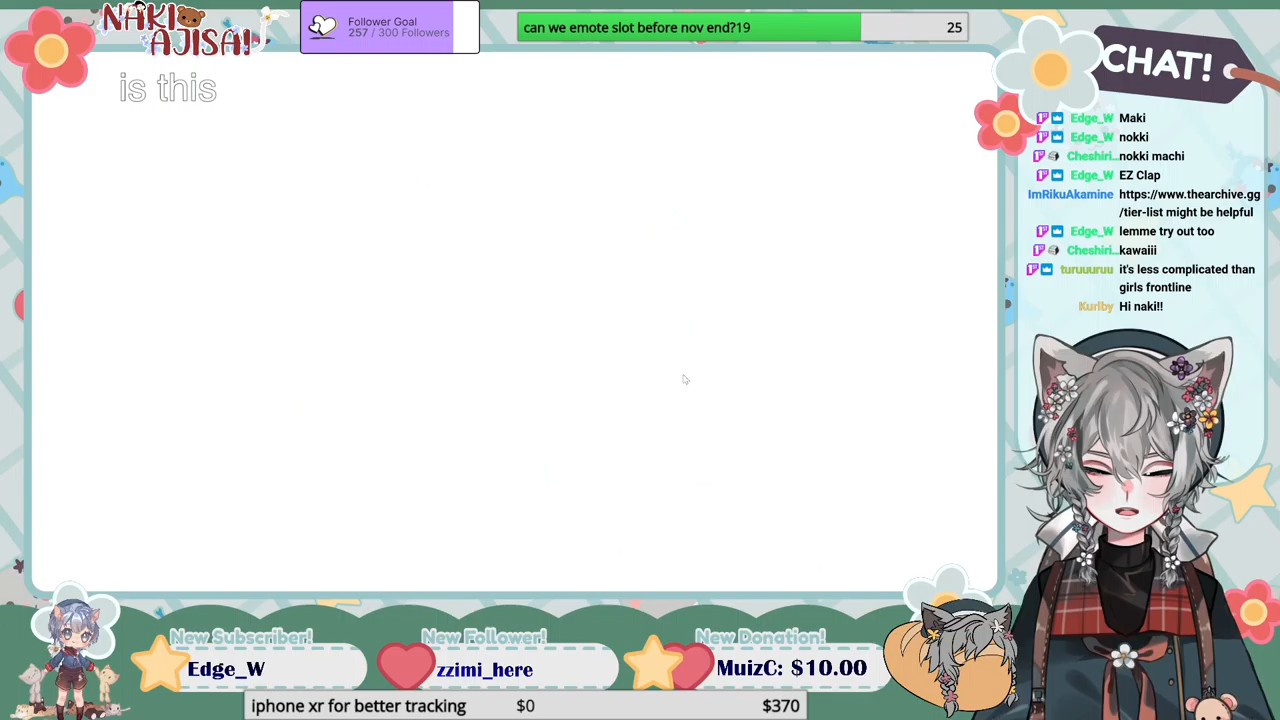 NAKI
AJISA!
Follower Goal
257 / 300 Followers
can we emote slot before nov end?19
25
is this
CHAT!
Edge_W Maki
Edge_W nokki
Cheshiri... nokki machi
Edge_W EZ Clap
ImRikuAkamine https://www.thearchive.gg
/tier-list might be helpful
Edge_W lemme try out too
Cheshiri... kawaiii
turuuuruu it's less complicated than
girls frontline
Kurlby Hi naki!!
New Subscriber!
Edge_W
New Follower!
zzimi_here
New Donation!
MuizC: $10.00
iphone xr for better tracking $0 $370